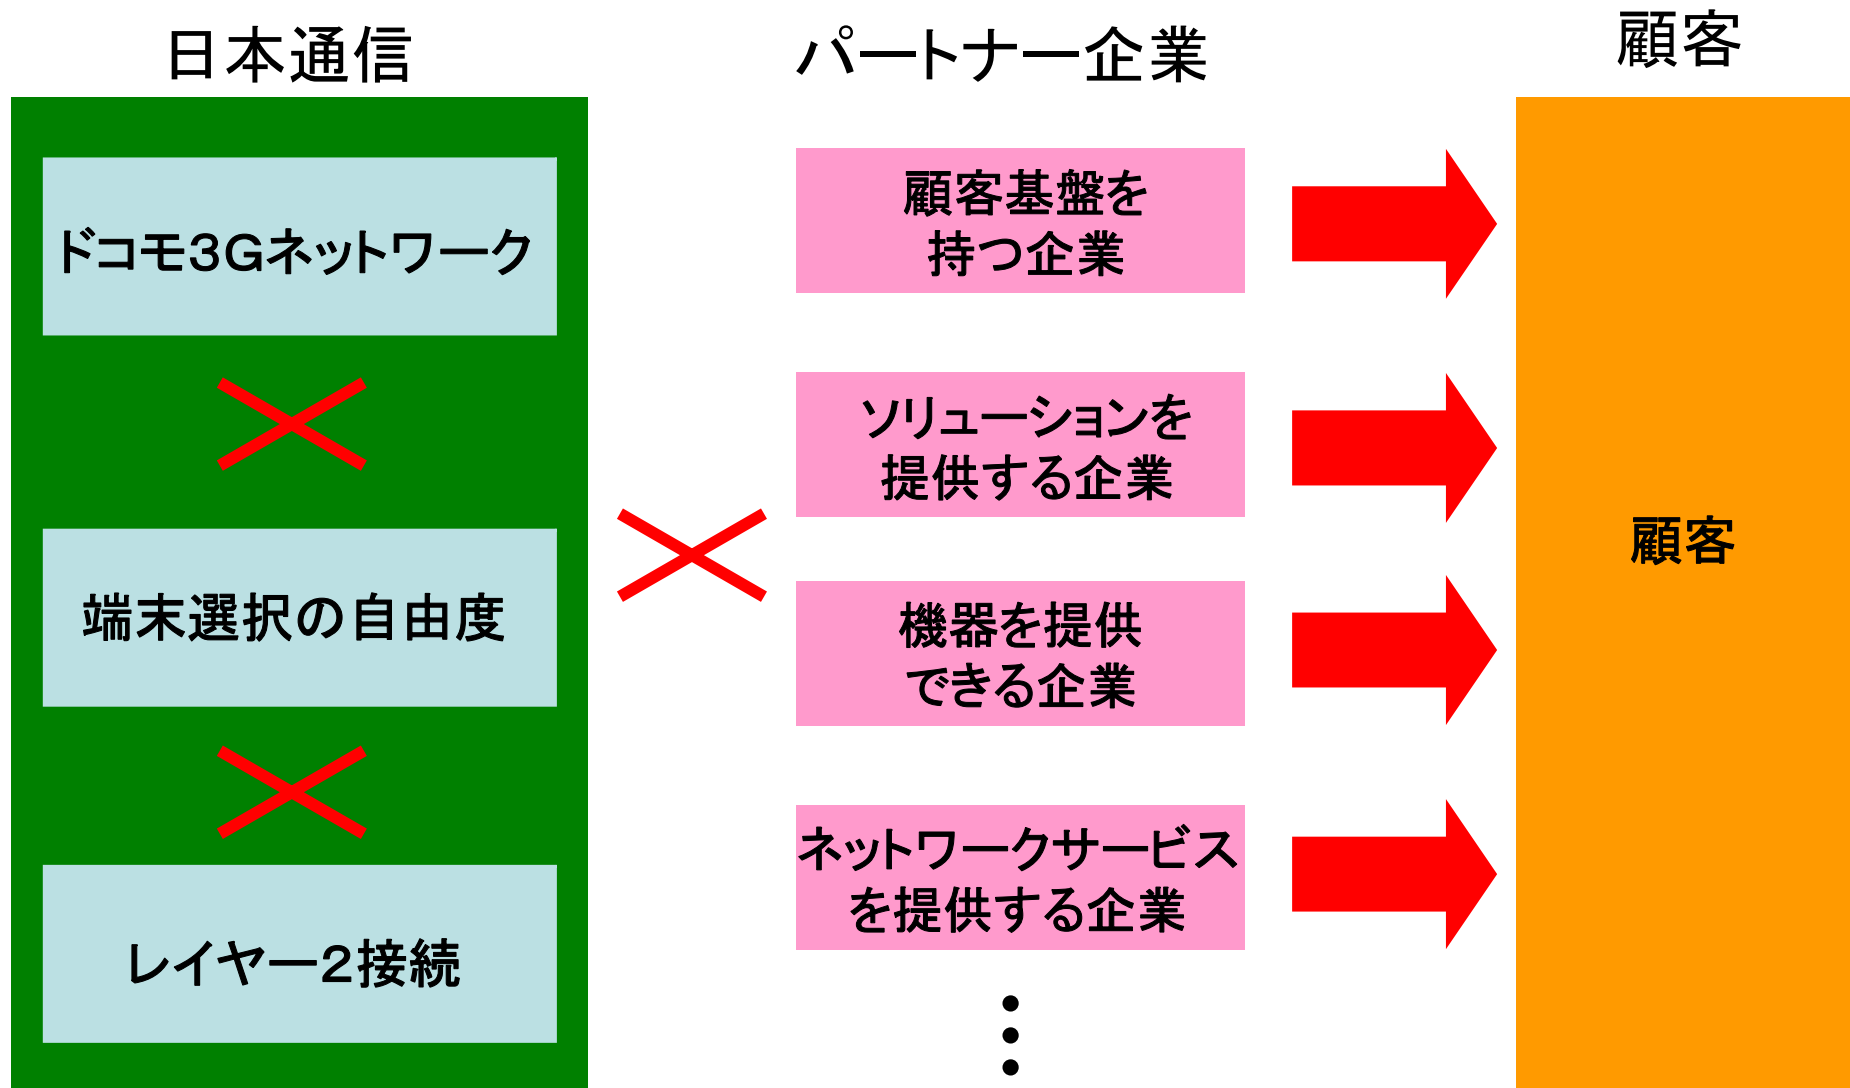 日本通信
パートナー企業
顧客
ドコモ3Gネットワーク
端末選択の自由度
レイヤー2接続
顧客基盤を
持つ企業
ソリューションを
提供する企業
機器を提供
できる企業
ネットワークサービス
を提供する企業
顧客